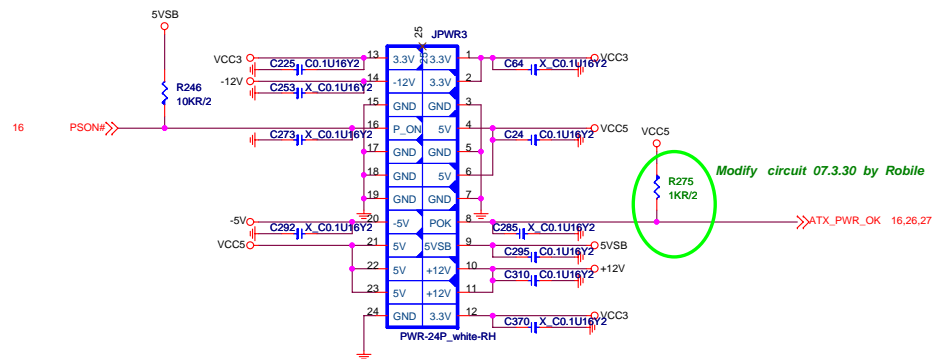 5VSB
R246
10KR/2
16 PSON#
JPWR3
25
VCC3 13 3.3V 3.3V 1 VCC3
C225 C0.1U16Y2 C64 X_C0.1U16Y2
-12V 14 -12V 3.3V 2
C253 X_C0.1U16Y2
15 GND GND 3
16 P_ON 5V 4 VCC5
C273 X_C0.1U16Y2 C24 C0.1U16Y2
17 GND GND 5
18 GND 5V 6
19 GND GND 7
-5V 20 -5V POK 8
C292 X_C0.1U16Y2 C285 X_C0.1U16Y2
VCC5 21 5V 5VSB 9 5VSB
C295 C0.1U16Y2
22 5V +12V 10 +12V
C310 C0.1U16Y2
23 5V +12V 11
24 GND 3.3V 12 VCC3
C370 X_C0.1U16Y2
PWR-24P_white-RH
VCC5
R275
1KR/2
Modify circuit 07.3.30 by Robile
ATX_PWR_OK 16,26,27